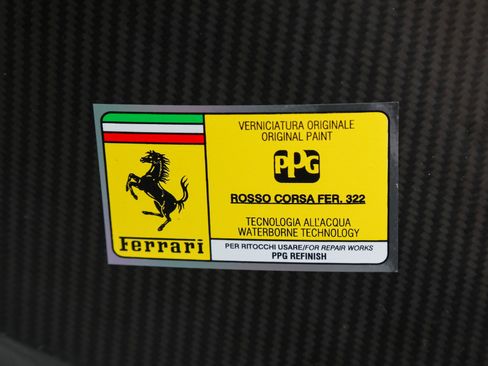 Ferrari
VERNICIATURA ORIGINALE
ORIGINAL PAINT
PPG
ROSSO CORSA FER. 322
TECNOLOGIA ALL'ACQUA
WATERBORNE TECHNOLOGY
PER RITOCCHI USARE/FOR REPAIR WORKS
PPG REFINISH